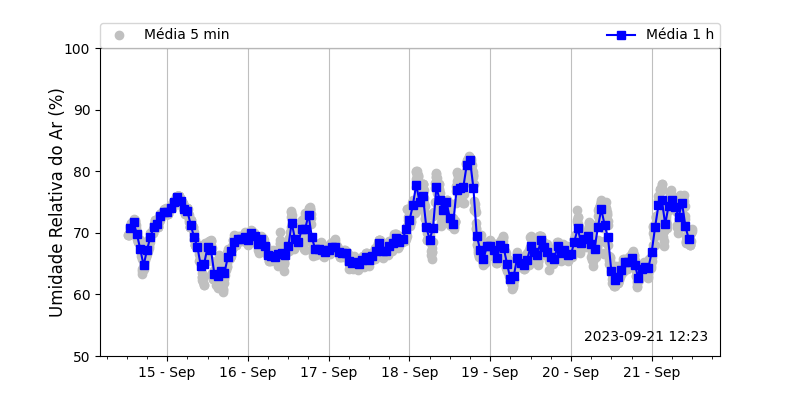 Média 5 min
Média 1 h
Umidade Relativa do Ar (%)
100
90
80
70
60
50
2023-09-21 12:23
15 - Sep
16 - Sep
17 - Sep
18 - Sep
19 - Sep
20 - Sep
21 - Sep